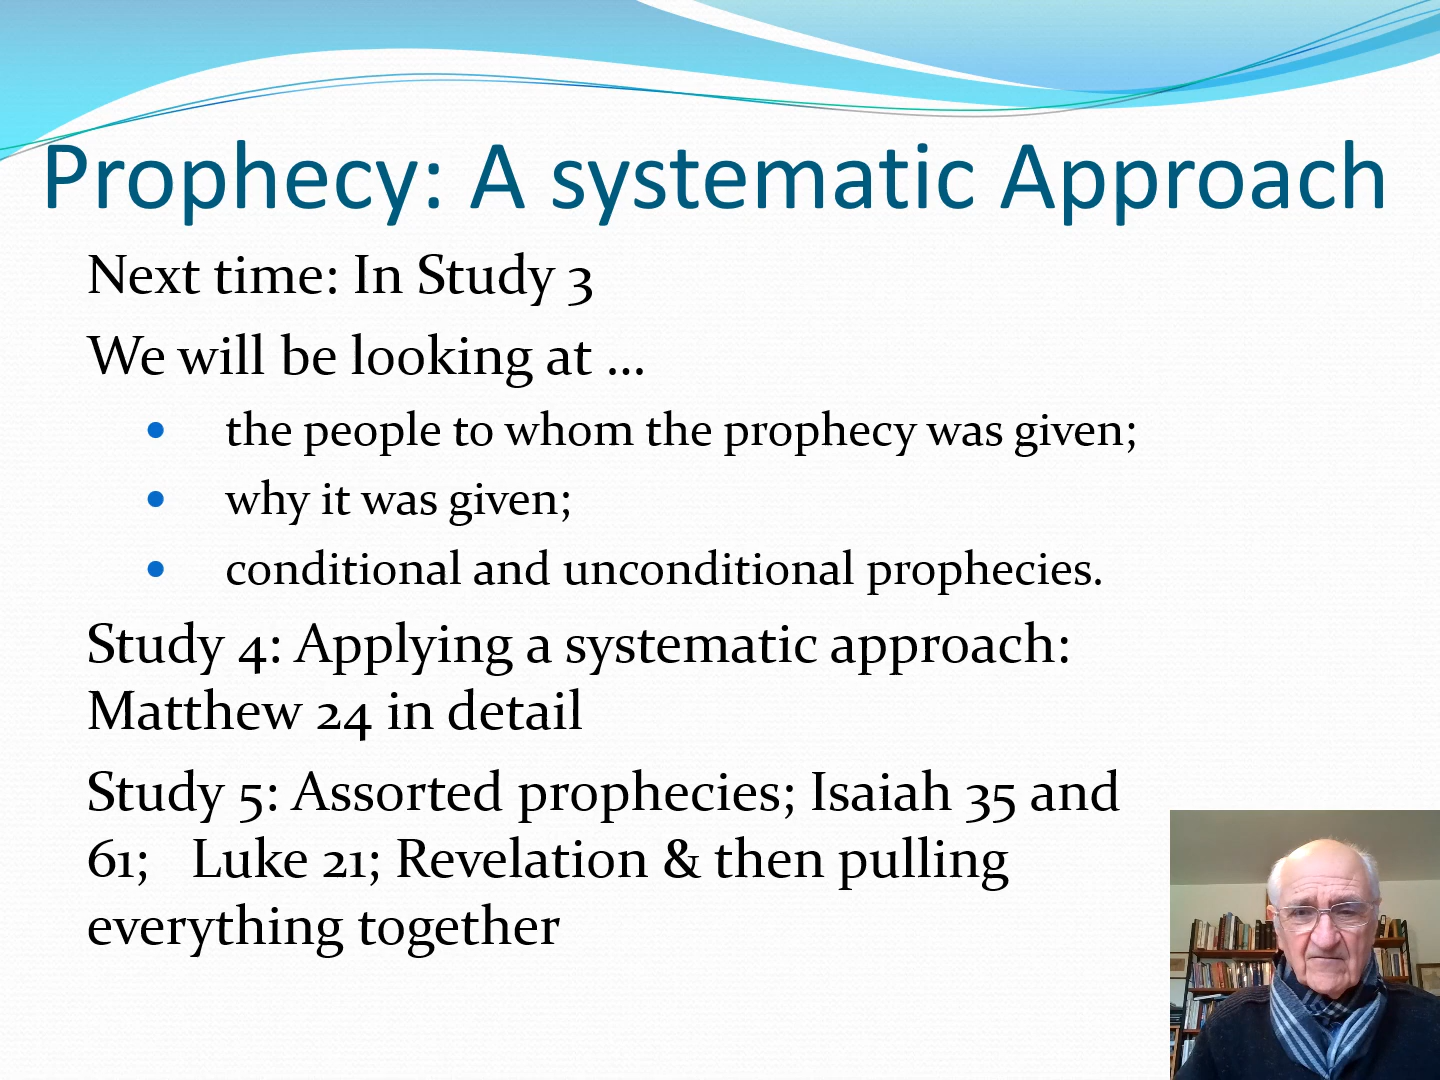 Prophecy: A systematic Approach
Next time: In Study 3
We will be looking at …
• the people to whom the prophecy was given;
• why it was given;
• conditional and unconditional prophecies.
Study 4: Applying a systematic approach:
Matthew 24 in detail
Study 5: Assorted prophecies; Isaiah 35 and
61; Luke 21; Revelation & then pulling
everything together